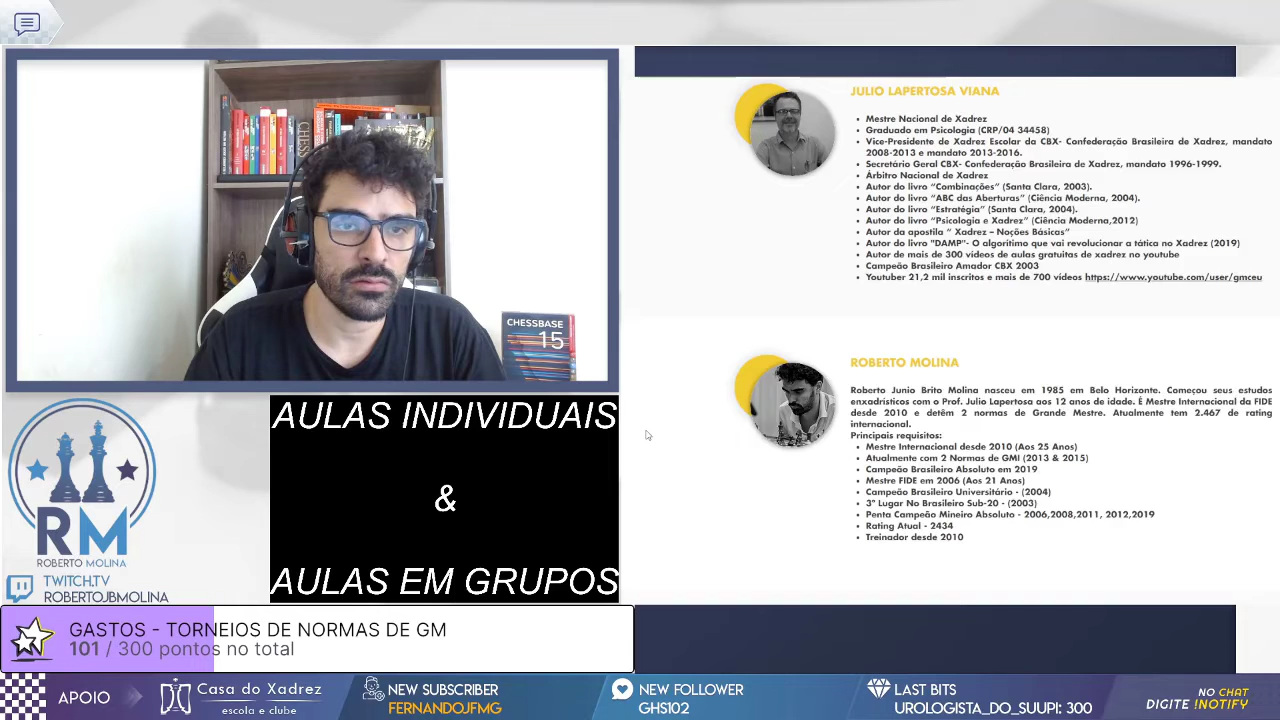 JULIO LAPERTOSA VIANA
• Mestre Nacional de Xadrez
• Graduado em Psicologia (CRP/04 34458)
• Vice-Presidente de Xadrez Escolar da CBX- Confederação Brasileira de Xadrez, mandato
2008-2013 e mandato 2013-2016.
• Secretário Geral CBX- Confederação Brasileira de Xadrez, mandato 1996-1999.
• Árbitro Nacional de Xadrez
• Autor do livro “Combinações” (Santa Clara, 2003).
• Autor do livro “ABC das Aberturas” (Ciência Moderna, 2004).
• Autor do livro “Estratégia” (Santa Clara, 2004).
• Autor do livro “Psicologia e Xadrez” (Ciência Moderna,2012)
• Autor da apostila “ Xadrez – Noções Básicas”
• Autor do livro "DAMP"- O algoritimo que vai revolucionar a tática no Xadrez (2019)
• Autor de mais de 300 vídeos de aulas gratuitas de xadrez no youtube
• Campeão Brasileiro Amador CBX 2003
• Youtuber 21,2 mil inscritos e mais de 700 vídeos https://www.youtube.com/user/gmceu
ROBERTO MOLINA
Roberto Junio Brito Molina nasceu em 1985 em Belo Horizonte. Começou seus estudos
enxadrísticos com o Prof. Julio Lapertosa aos 12 anos de idade. É Mestre Internacional da FIDE
desde 2010 e detêm 2 normas de Grande Mestre. Atualmente tem 2.467 de rating
internacional.
Principais requisitos:
• Mestre Internacional desde 2010 (Aos 25 Anos)
• Atualmente com 2 Normas de GMI (2013 & 2015)
• Campeão Brasileiro Absoluto em 2019
• Mestre FIDE em 2006 (Aos 21 Anos)
• Campeão Brasileiro Universitário - (2004)
• 3º Lugar No Brasileiro Sub-20 - (2003)
• Penta Campeão Mineiro Absoluto - 2006,2008,2011, 2012,2019
• Rating Atual - 2434
• Treinador desde 2010
CHESS
CHESSBASE
15
RM
ROBERTO MOLINA
TWITCH.TV
ROBERTOJBMOLINA
AULAS INDIVIDUAIS
&
AULAS EM GRUPOS
GASTOS - TORNEIOS DE NORMAS DE GM
101 / 300 pontos no total
APOIO
Casa do Xadrez
escola e clube
NEW SUBSCRIBER
FERNANDOJFMG
NEW FOLLOWER
GHS102
LAST BITS
UROLOGISTA_DO_SUUPI: 300
NO CHAT
DIGITE !NOTIFY